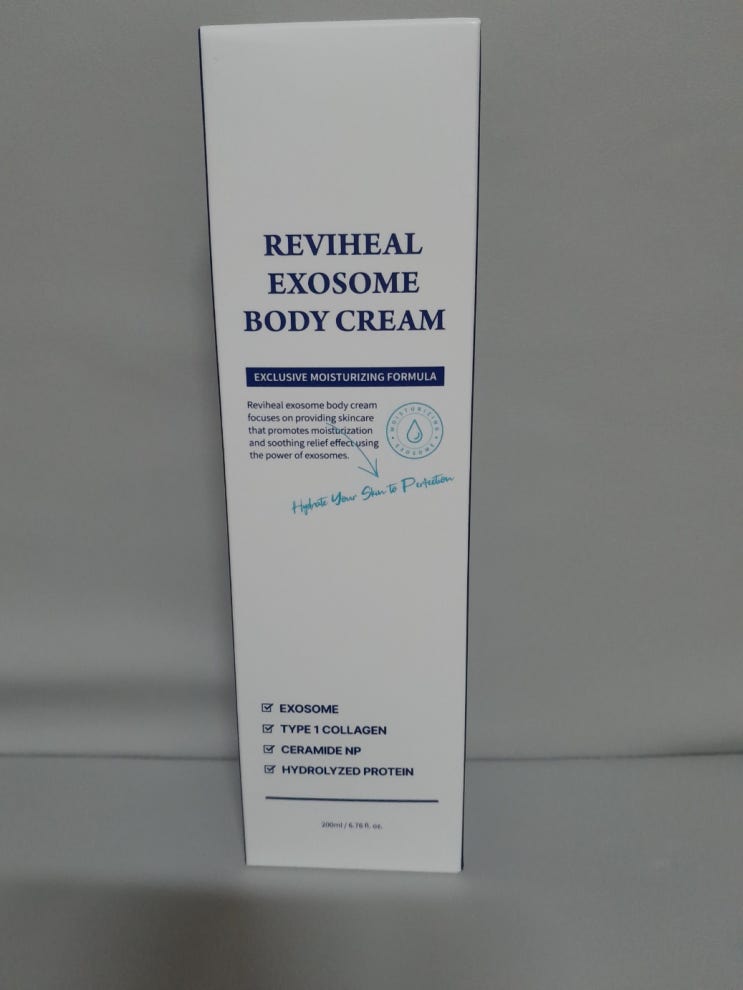 REVIHEAL
EXOSOME
BODY CREAM
EXCLUSIVE MOISTURIZING FORMULA
Reviheal exosome body cream
focuses on providing skincare
that promotes moisturization
and soothing relief effect using
the power of exosomes.
MOISTURIZING
EXOSOME
Hydrate Your Skin to Perfection
EXOSOME
TYPE 1 COLLAGEN
CERAMIDE NP
HYDROLYZED PROTEIN
200ml / 6.76 fl. oz.